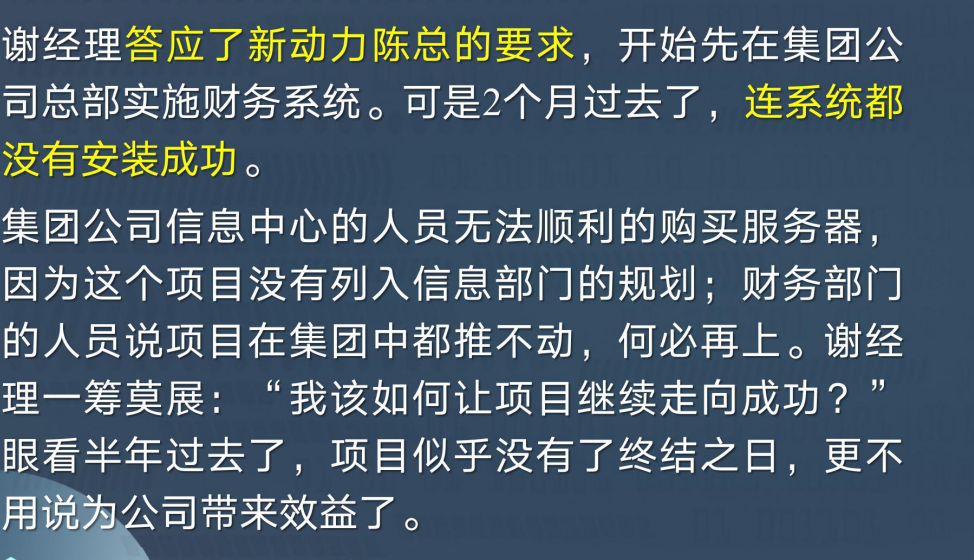 谢经理答应了新动力陈总的要求，开始先在集团公
司总部实施财务系统。可是2个月过去了，连系统都
没有安装成功。
集团公司信息中心的人员无法顺利的购买服务器，
因为这个项目没有列入信息部门的规划；财务部门
的人员说项目在集团中都推不动，何必再上。谢经
理一筹莫展：“我该如何让项目继续走向成功？”
眼看半年过去了，项目似乎没有了终结之日，更不
用说为公司带来效益了。